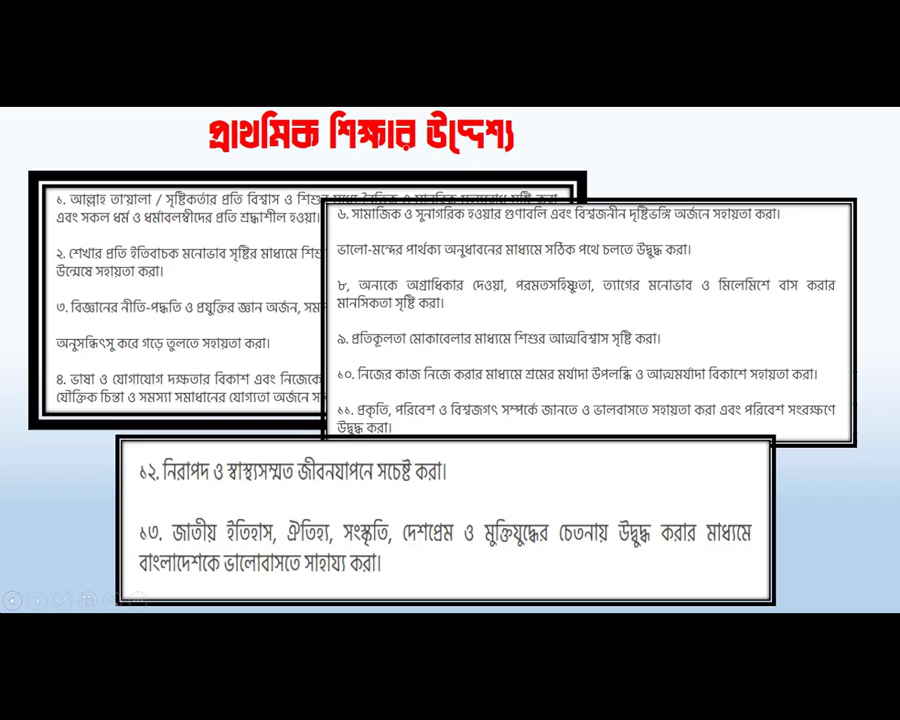 প্রাথমিক শিক্ষার উদ্দেশ্য
১. আল্লাহ তা'য়ালা / সৃষ্টিকর্তার প্রতি বিশ্বাস ও শিশুর মধ্যে নৈতিক ও মানবিক মূল্যবোধ সৃষ্টি করা
এবং সকল ধর্ম ও ধর্মাবলম্বীদের প্রতি শ্রদ্ধাশীল হওয়া।
২. শেখার প্রতি ইতিবাচক মনোভাব সৃষ্টির মাধ্যমে
উন্মেষে সহায়তা করা।
৩. বিজ্ঞানের নীতি-পদ্ধতি ও প্রযুক্তির জ্ঞান অর্জন,
অনুসন্ধিৎসু করে গড়ে তুলতে সহায়তা করা।
৪. ভাষা ও যোগাযোগ দক্ষতার বিকাশ এবং নিজেকে
যৌক্তিক চিন্তা ও সমস্যা সমাধানের যোগ্যতা অর্জনে
৬. সামাজিক ও সুনাগরিক হওয়ার গুণাবলি এবং বিশ্বজনীন দৃষ্টিভঙ্গি অর্জনে সহায়তা করা।
ভালো-মন্দের পার্থক্য অনুধাবনের মাধ্যমে সঠিক পথে চলতে উদ্বুদ্ধ করা।
৮, অন্যকে অগ্রাধিকার দেওয়া, পরমতসহিষ্ণুতা, ত্যাগের মনোভাব ও মিলেমিশে বাস করার
মানসিকতা সৃষ্টি করা।
৯. প্রতিকূলতা মোকাবেলার মাধ্যমে শিশুর আত্মবিশ্বাস সৃষ্টি করা।
১০. নিজের কাজ নিজে করার মাধ্যমে শ্রমের মর্যাদা উপলব্ধি ও আত্মমর্যাদা বিকাশে সহায়তা করা।
১১. প্রকৃতি, পরিবেশ ও বিশ্বজগৎ সম্পর্কে জানতে ও ভালবাসতে সহায়তা করা এবং পরিবেশ সংরক্ষণে
উদ্বুদ্ধ করা।
১২. নিরাপদ ও স্বাস্থ্যসম্মত জীবনযাপনে সচেষ্ট করা।
১৩. জাতীয় ইতিহাস, ঐতিহ্য, সংস্কৃতি, দেশপ্রেম ও মুক্তিযুদ্ধের চেতনায় উদ্বুদ্ধ করার মাধ্যমে
বাংলাদেশকে ভালোবাসতে সাহায্য করা।